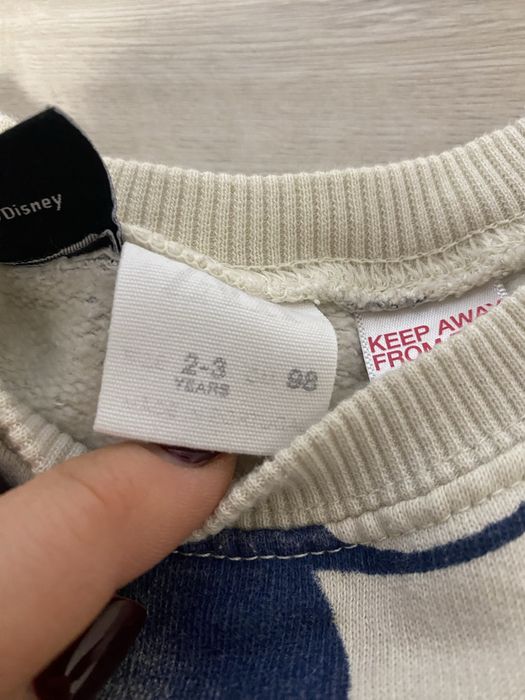 Disney
2-3
YEARS
98
KEEP AWAY
FROM